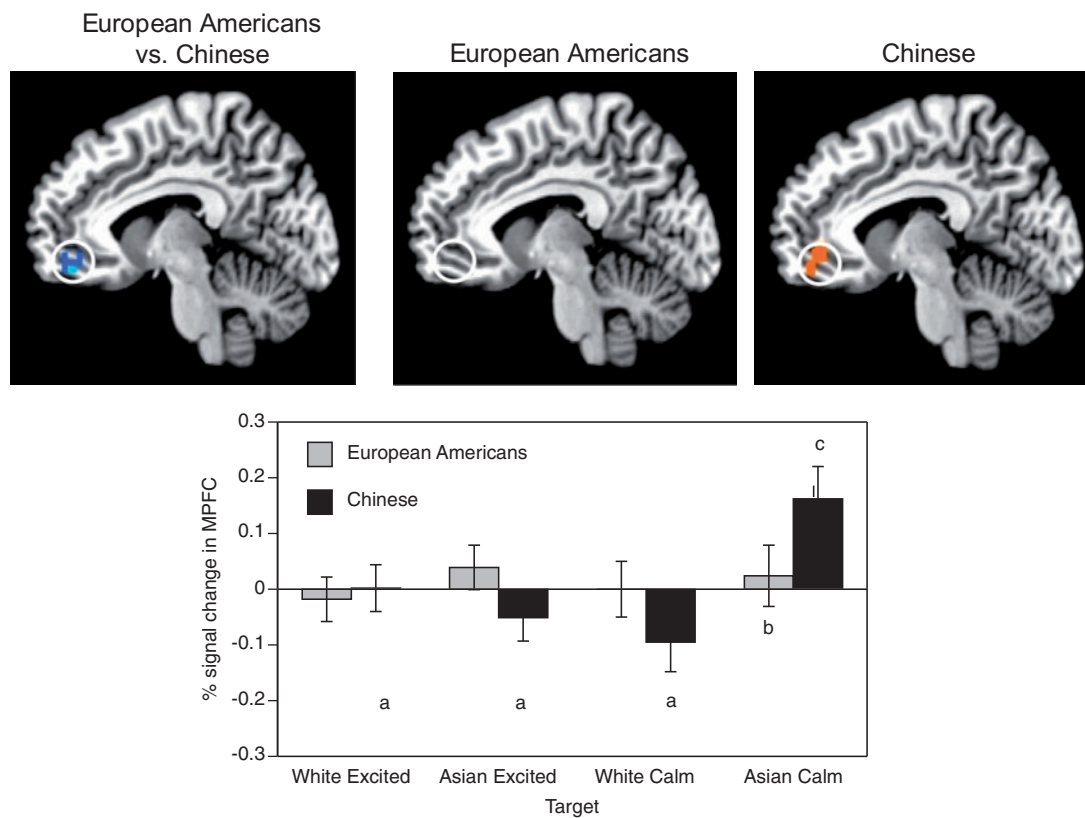 European Americans
vs. Chinese
European Americans
Chinese
0.3
0.2
0.1
0
-0.1
-0.2
-0.3
% signal change in MPFC
European Americans
Chinese
c
b
a
a
a
White Excited
Asian Excited
White Calm
Asian Calm
Target